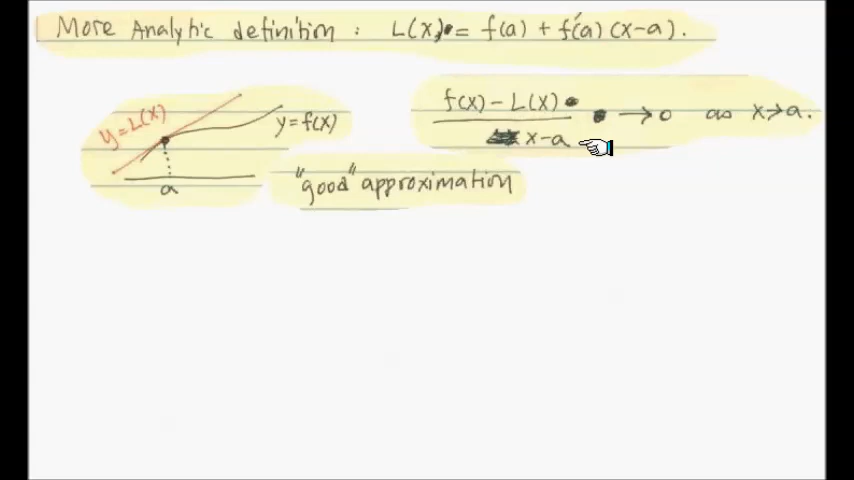 More Analytic definition : L(x) = f(a) + f'(a) (x-a).
f(x) - L(x)
x-a
→ 0 as x→a.
y=L(x)
y=f(x)
a
"good" approximation